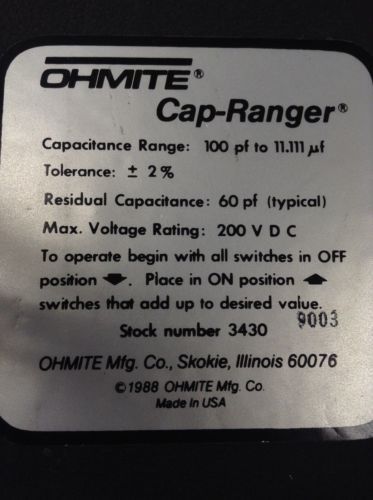 OHMITE®
Cap-Ranger®
Capacitance Range: 100 pf to 11.111 µf
Tolerance: ± 2%
Residual Capacitance: 60 pf (typical)
Max. Voltage Rating: 200 V D C
To operate begin with all switches in OFF
position 🡇. Place in ON position 🡅
switches that add up to desired value.
Stock number 3430 9003
OHMITE Mfg. Co., Skokie, Illinois 60076
©1988 OHMITE Mfg. Co.
Made in USA